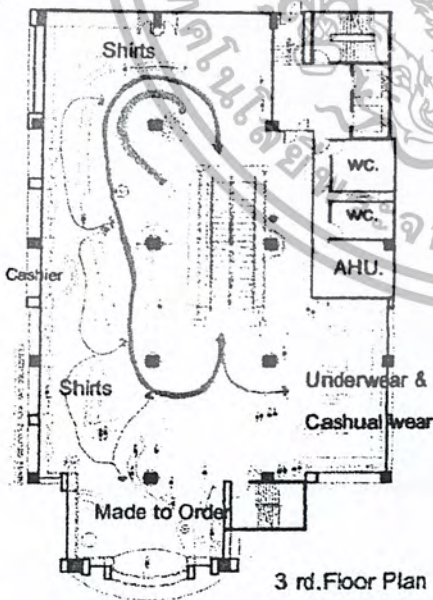 Shirts
WC.
WC.
AHU.
Cashier
Shirts
Underwear &
Cashual wear
Made to Order
3 rd.Floor Plan